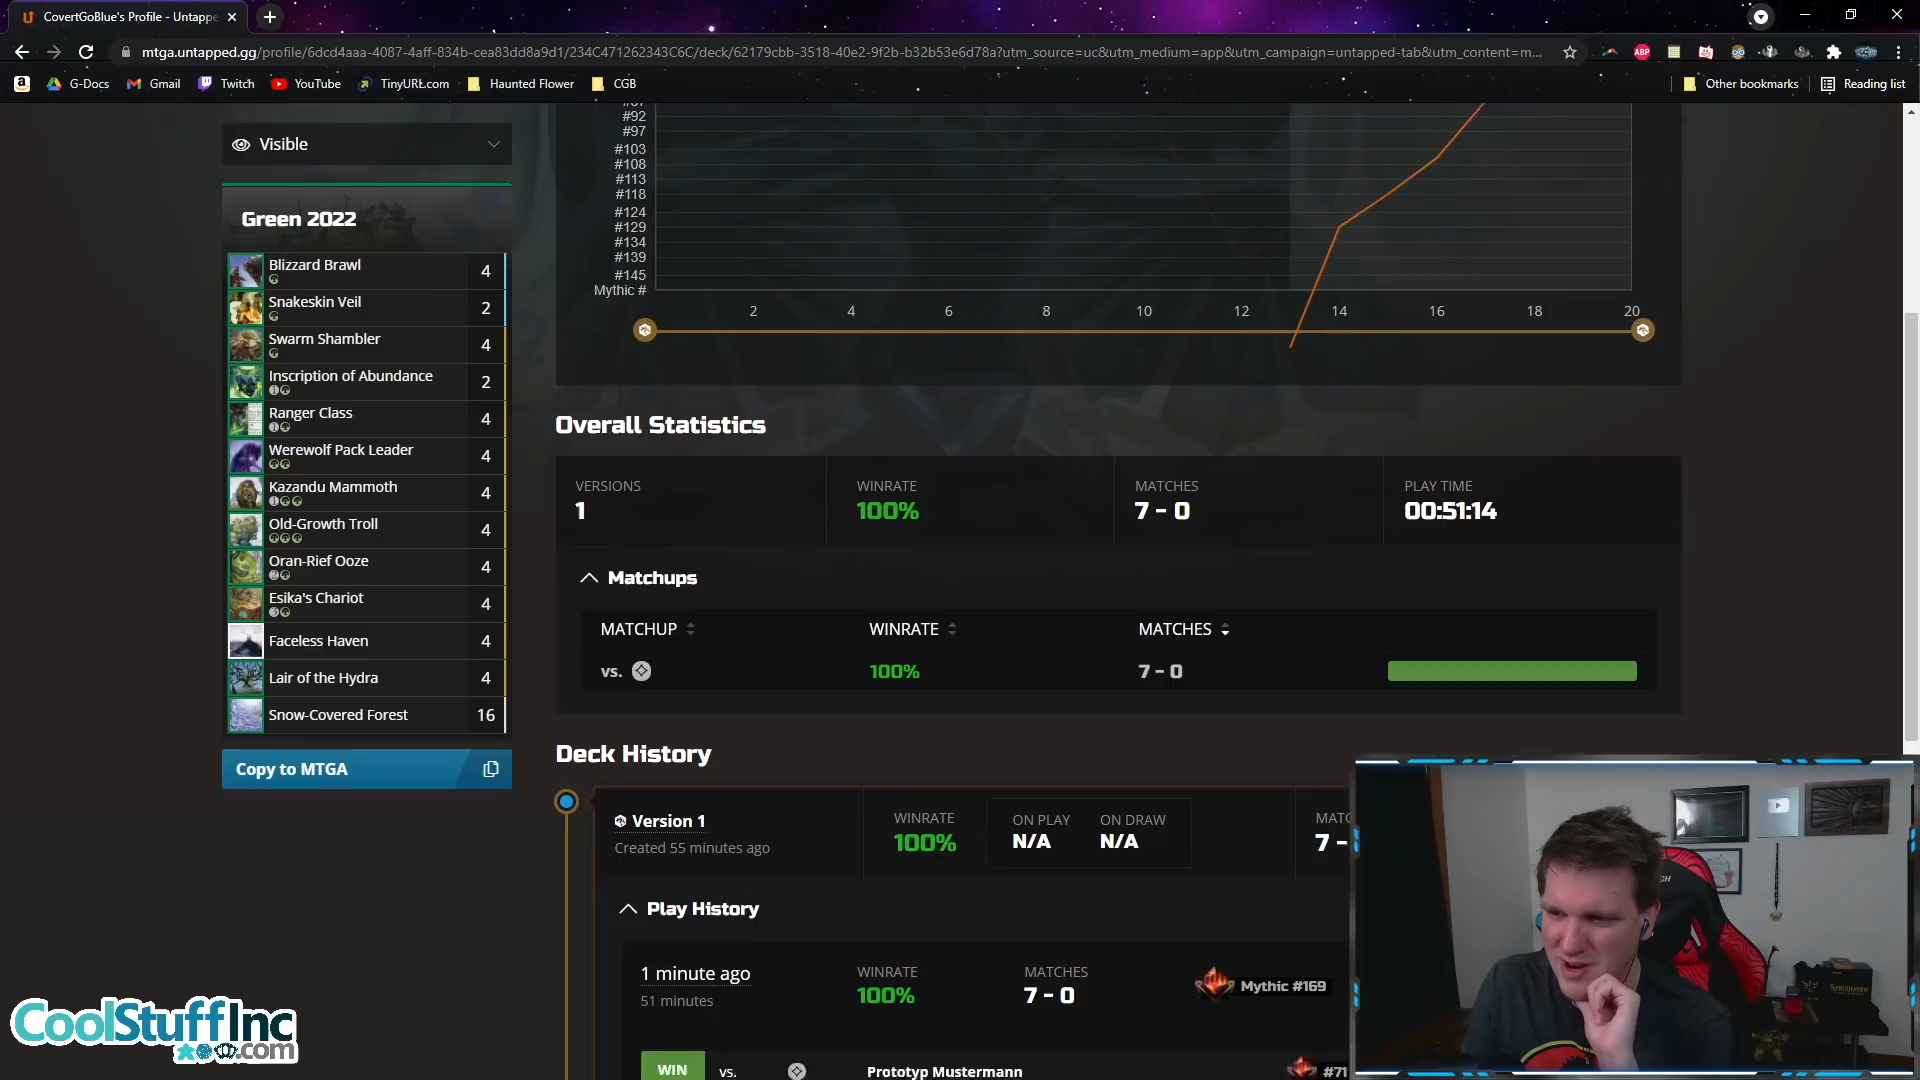 CovertGoBlue's Profile - Untappe
mtga.untapped.gg/profile/6dcd4aaa-4087-4aff-834b-cea83dd8a9d1/234C471262343C6C/deck/62179cbb-3518-40e2-9f2b-b32b53e6d78a?utm_source=uc&utm_medium=app&utm_campaign=untapped-tab&utm_content=m...
ABP
G-Docs Gmail Twitch YouTube TinyURL.com Haunted Flower CGB Other bookmarks Reading list
Visible
Green 2022
Blizzard Brawl 4
Snakeskin Veil 2
Swarm Shambler 4
Inscription of Abundance 2
Ranger Class 4
Werewolf Pack Leader 4
Kazandu Mammoth 4
Old-Growth Troll 4
Oran-Rief Ooze 4
Esika's Chariot 4
Faceless Haven 4
Lair of the Hydra 4
Snow-Covered Forest 16
Copy to MTGA
#92
#97
#103
#108
#113
#118
#124
#129
#134
#139
#145
Mythic #
2 4 6 8 10 12 14 16 18 20
Overall Statistics
VERSIONS WINRATE MATCHES PLAY TIME
1 100% 7 - 0 00:51:14
Matchups
MATCHUP WINRATE MATCHES
vs. 100% 7 - 0
Deck History
Version 1
Created 55 minutes ago
WINRATE ON PLAY ON DRAW MATC
100% N/A N/A 7 -
Play History
1 minute ago
51 minutes
WINRATE MATCHES
100% 7 - 0 Mythic #169
WIN vs. Prototyp Mustermann #71
CoolStuffInc
.com
STRIXHAVEN